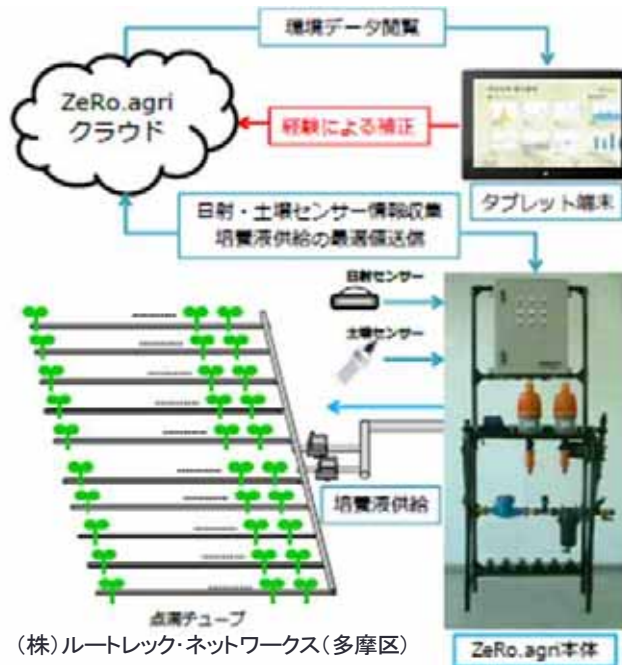 環境データ閲覧
ZeRo.agri
クラウド
経験による補正
タブレット端末
日射・土壌センサー情報収集
培養液供給の最適値送信
日射センサー
土壌センサー
培養液供給
点滴チューブ
(株)ルートレック・ネットワークス(多摩区)
ZeRo.agri本体